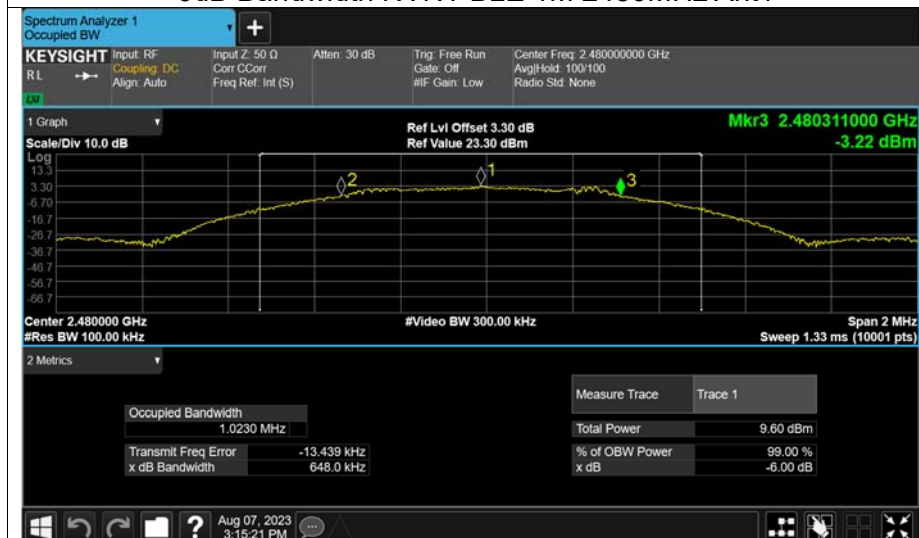 Spectrum Analyzer 1
Occupied BW
+
KEYSIGHT Input: RF Input Z: 50 Ω Atten: 30 dB Trig: Free Run Center Freq: 2.480000000 GHz
RL Coupling: DC Corr CCorr Gate: Off Avg|Hold: 100/100
Align: Auto Freq Ref: Int (S) #IF Gain: Low Radio Std: None
1 Graph
Ref Lvl Offset 3.30 dB Mkr3 2.480311000 GHz
Scale/Div 10.0 dB Ref Value 23.30 dBm -3.22 dBm
Log
13.3
3.30
-6.70
-16.7
-26.7
-36.7
-46.7
-56.7
-66.7
2
1
3
Center 2.480000 GHz #Video BW 300.00 kHz Span 2 MHz
#Res BW 100.00 kHz Sweep 1.33 ms (10001 pts)
2 Metrics
Measure Trace Trace 1
Occupied Bandwidth
1.0230 MHz Total Power 9.60 dBm
Transmit Freq Error -13.439 kHz % of OBW Power 99.00 %
x dB Bandwidth 648.0 kHz x dB -6.00 dB
? Aug 07, 2023
3:15:21 PM